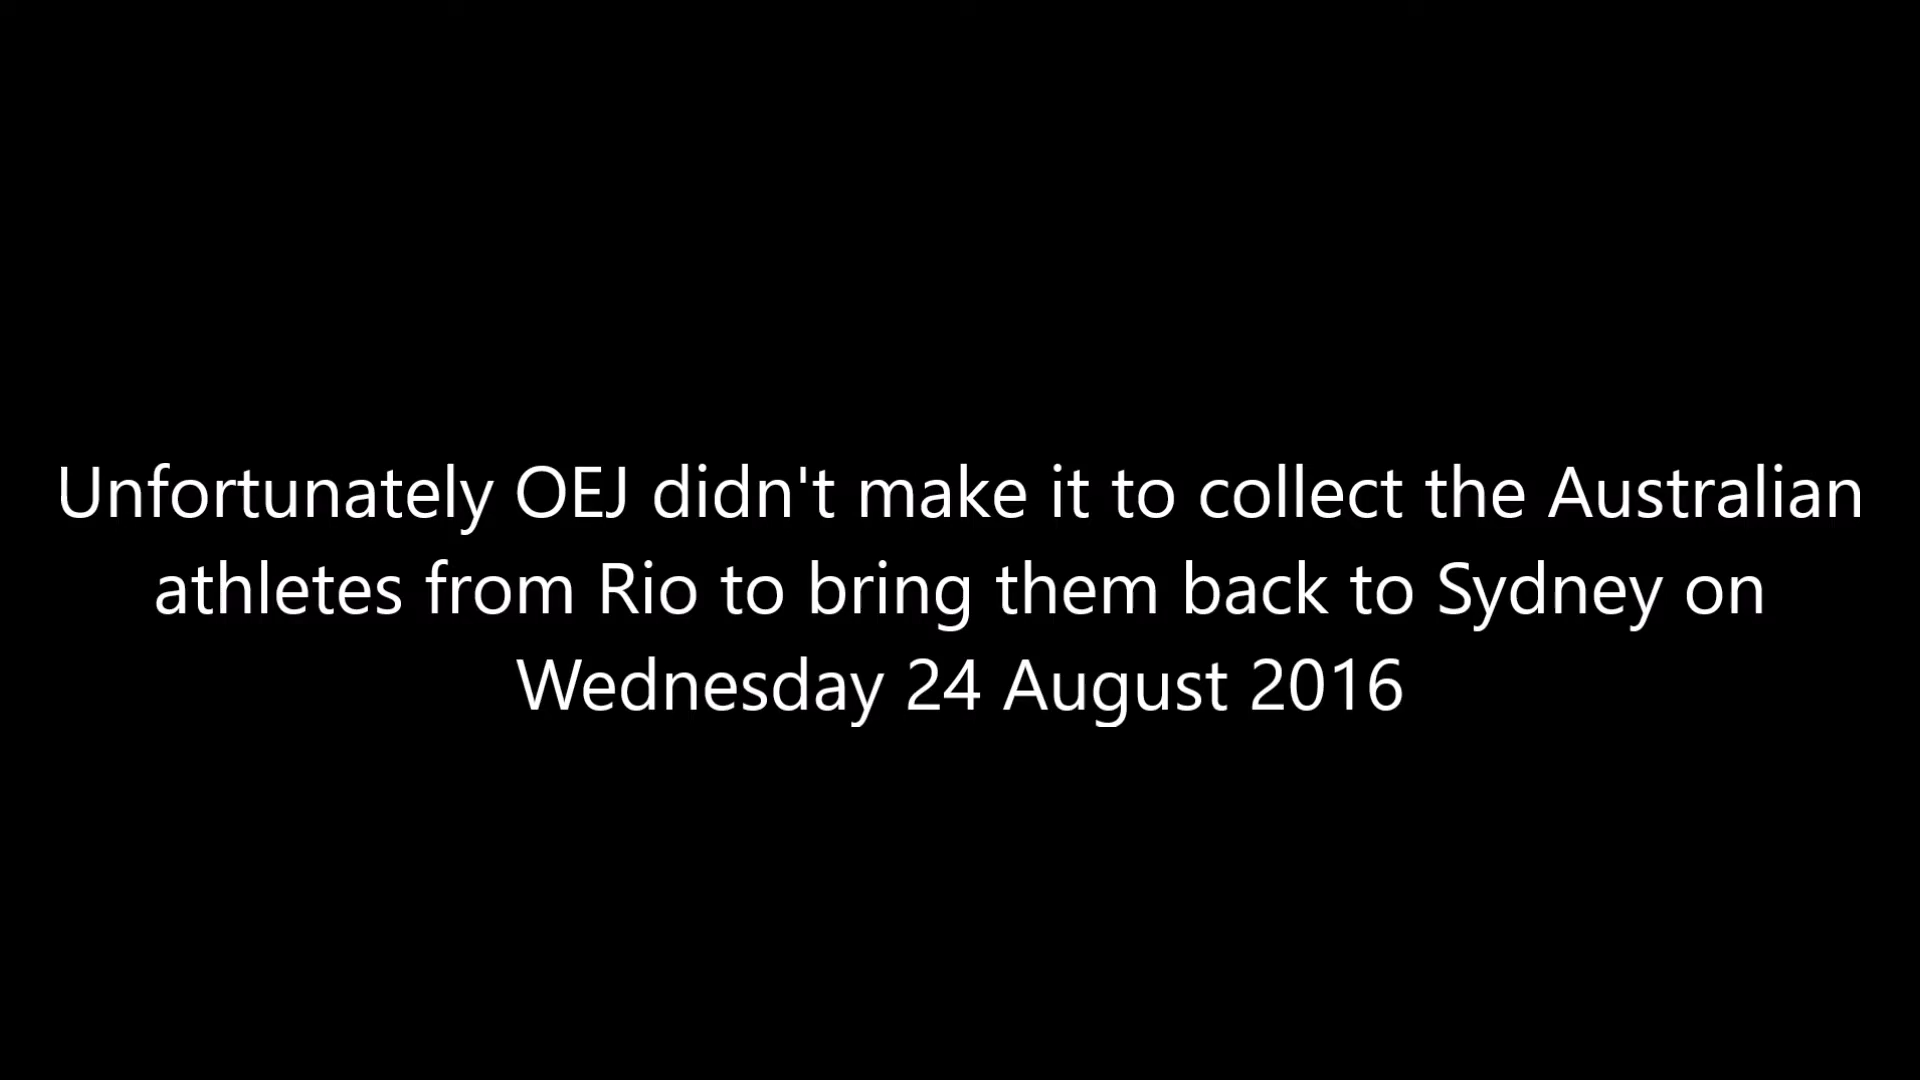 Unfortunately OEJ didn't make it to collect the Australian
athletes from Rio to bring them back to Sydney on
Wednesday 24 August 2016